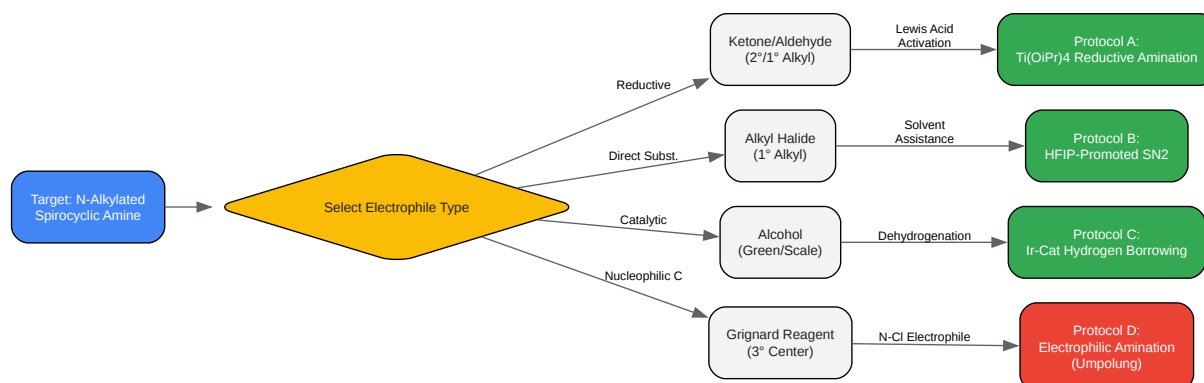 Target: N-Alkylated
Spirocyclic Amine
Select Electrophile Type
Reductive
Ketone/Aldehyde
(2°/1° Alkyl)
Lewis Acid
Activation
Protocol A:
Ti(OiPr)4 Reductive Amination
Direct Subst.
Alkyl Halide
(1° Alkyl)
Solvent
Assistance
Protocol B:
HFIP-Promoted SN2
Catalytic
Alcohol
(Green/Scale)
Dehydrogenation
Protocol C:
Ir-Cat Hydrogen Borrowing
Nucleophilic C
Grignard Reagent
(3° Center)
N-Cl Electrophile
Protocol D:
Electrophilic Amination
(Umpolung)